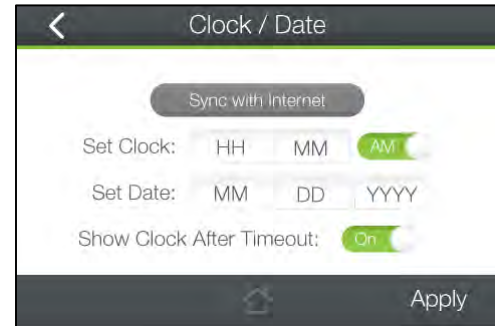 Clock / Date
Sync with Internet
Set Clock: HH MM AM
Set Date: MM DD YYYY
Show Clock After Timeout: On
Apply